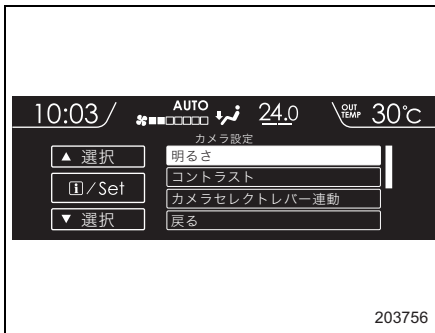 10:03 AUTO 24.0 OUT TEMP 30℃
カメラ設定
▲ 選択 明るさ
コントラスト
i/Set
カメラセレクトレバー連動
▼ 選択 戻る
203756